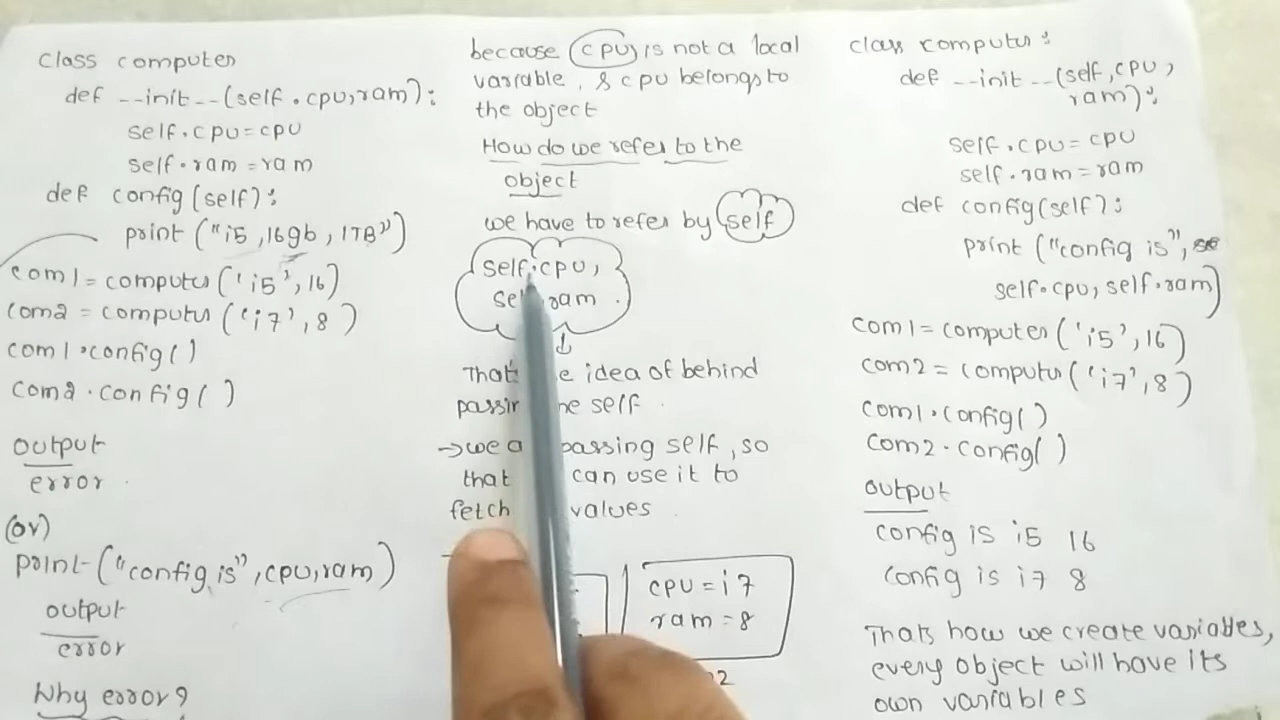 class computer
def --init--(self.cpu,ram):
self.cpu=cpu
self.ram=ram
def config(self):
print("i5,16gb,1TB")
com1=computer('i5',16)
com2=computer('i7',8)
com1.config()
com2.config()
output
error
(or)
print("config is",cpu,ram)
output
error
Why error?
because cpu is not a local
variable, & cpu belongs to
the object
How do we refer to the
object
we have to refer by self
self.cpu,
ram
idea of behind
self
→we passing self, so
that can use it to
fetch values
cpu=i7
ram=8
class computer:
def --init--(self,cpu,
ram):
self.cpu=cpu
self.ram=ram
def config(self):
print("config is",
self.cpu,self.ram)
com1=computer('i5',16)
com2=computer('i7',8)
com1.config()
com2.config()
output
config is i5 16
config is i7 8
Thats how we create variables,
every object will have its
own variables